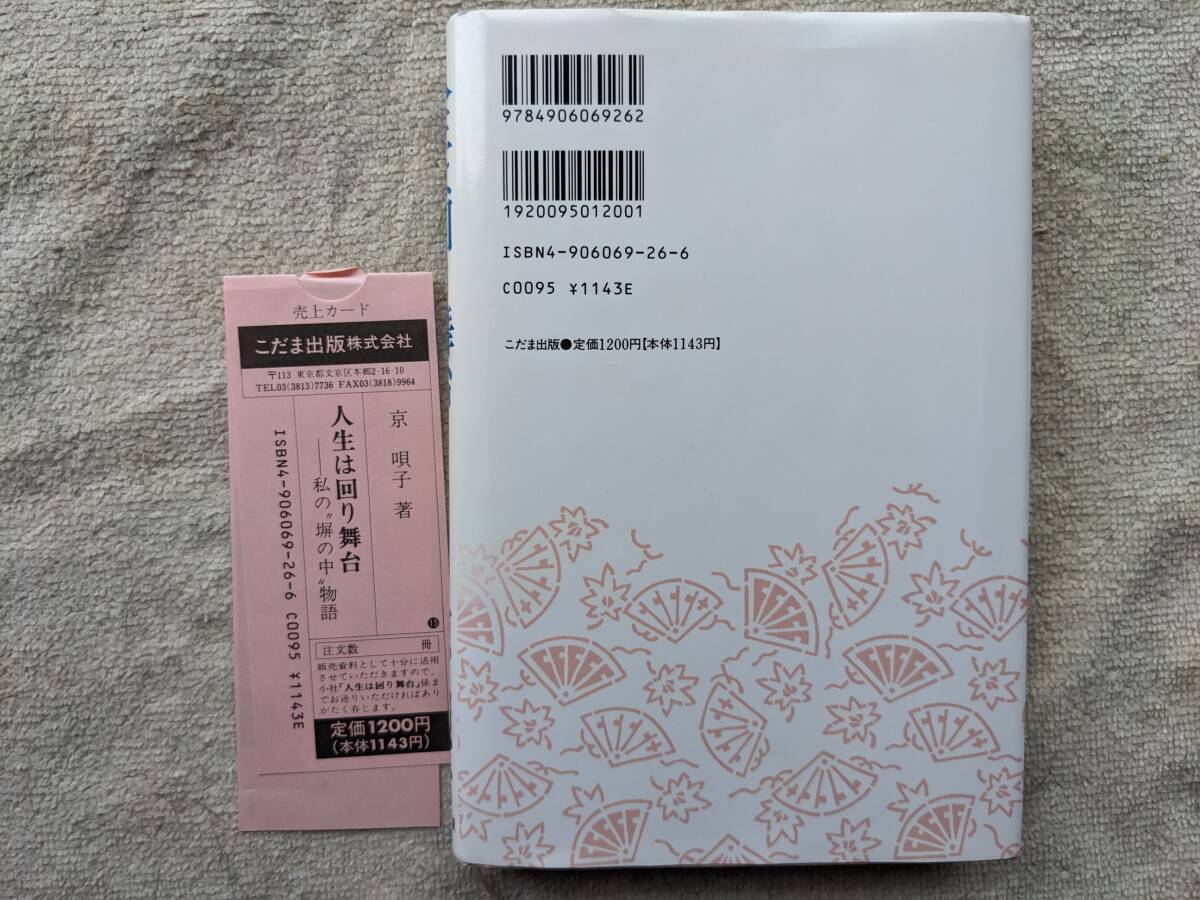 9784906069262
1920095012001
ISBN4-906069-26-6
C0095 ¥1143E
こだま出版●定価1200円【本体1143円】
売上カード
こだま出版株式会社
〒113 東京都文京区本郷2-16-10
TEL03(3813)7736 FAX03(3818)9964
京 唄子 著
人生は回り舞台
――私の〝塀の中〟物語
ISBN4-906069-26-6 C0095 ¥1143E
⓯
注文数 冊
販売資料として十分に活用
させていただきますので、
小社「人生は回り舞台」係ま
でお送りいただければあり
がたく存じます。
定価1200円
(本体1143円)